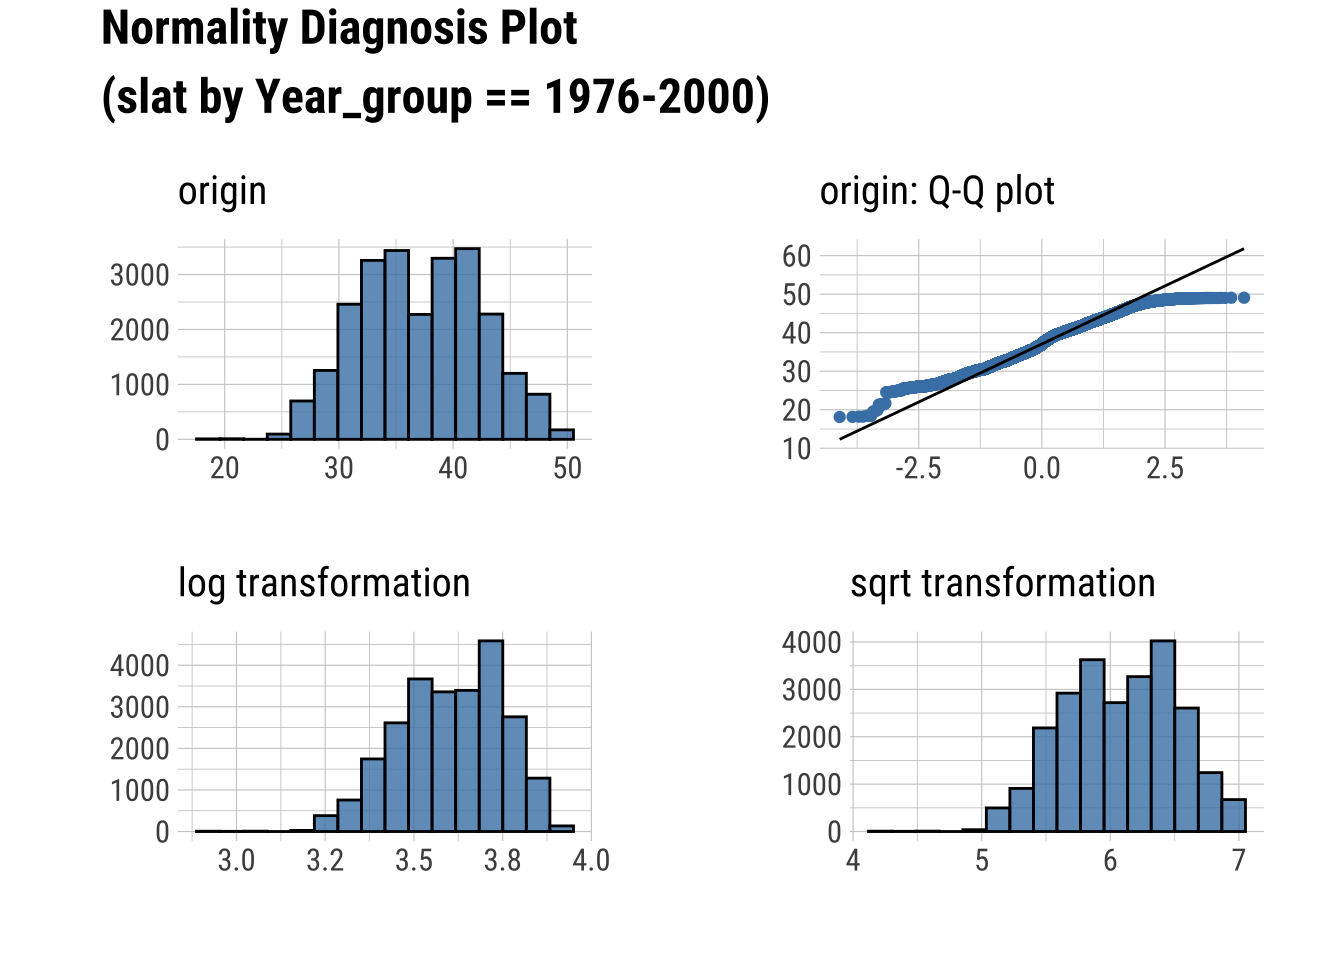 Normality Diagnosis Plot
(slat by Year_group == 1976-2000)
origin
3000
2000
1000
0
20 30 40 50
origin: Q-Q plot
60
50
40
30
20
10
-2.5 0.0 2.5
log transformation
4000
3000
2000
1000
0
3.0 3.2 3.5 3.8 4.0
sqrt transformation
4000
3000
2000
1000
0
4 5 6 7